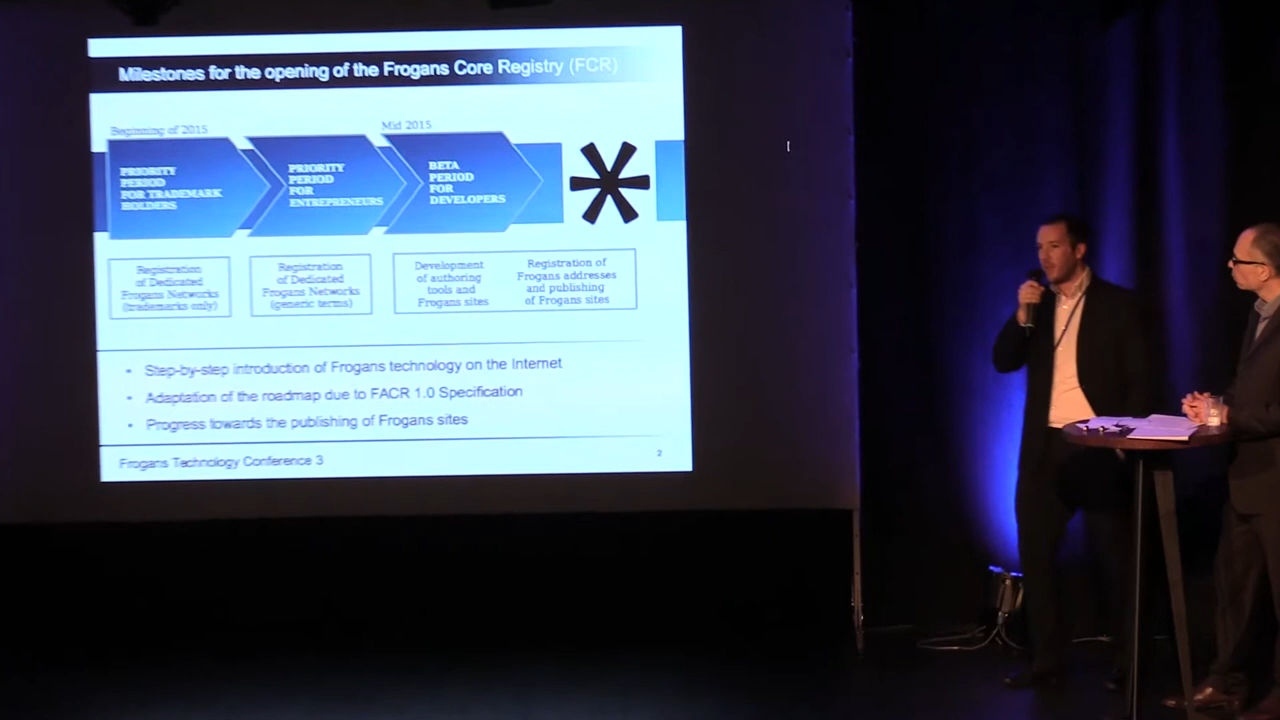 Milestones for the opening of the Frogans Core Registry (FCR)
Beginning of 2015
Mid 2015
PRIORITY
PERIOD
FOR TRADEMARK
HOLDERS
PRIORITY
PERIOD
FOR
ENTREPRENEURS
BETA
PERIOD
FOR
DEVELOPERS
Registration
of Dedicated
Frogans Networks
(trademarks only)
Registration
of Dedicated
Frogans Networks
(generic terms)
Development
of authoring
tools and
Frogans sites
Registration of
Frogans addresses
and publishing
of Frogans sites
• Step-by-step introduction of Frogans technology on the Internet
• Adaptation of the roadmap due to FACR 1.0 Specification
• Progress towards the publishing of Frogans sites
Frogans Technology Conference 3
2